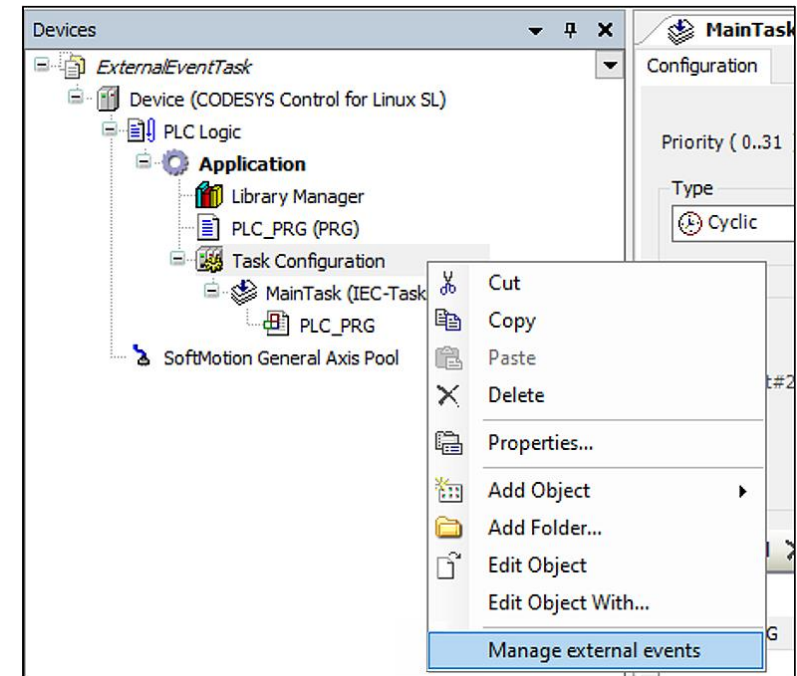 Devices
MainTask
ExternalEventTask
Configuration
Device (CODESYS Control for Linux SL)
PLC Logic
Priority ( 0..31
Application
Type
Library Manager
Cyclic
PLC_PRG (PRG)
Task Configuration
MainTask (IEC-Task
Cut
PLC_PRG
Copy
SoftMotion General Axis Pool
Paste
t#2
Delete
Properties...
Add Object
Add Folder...
Edit Object
Edit Object With...
G
Manage external events